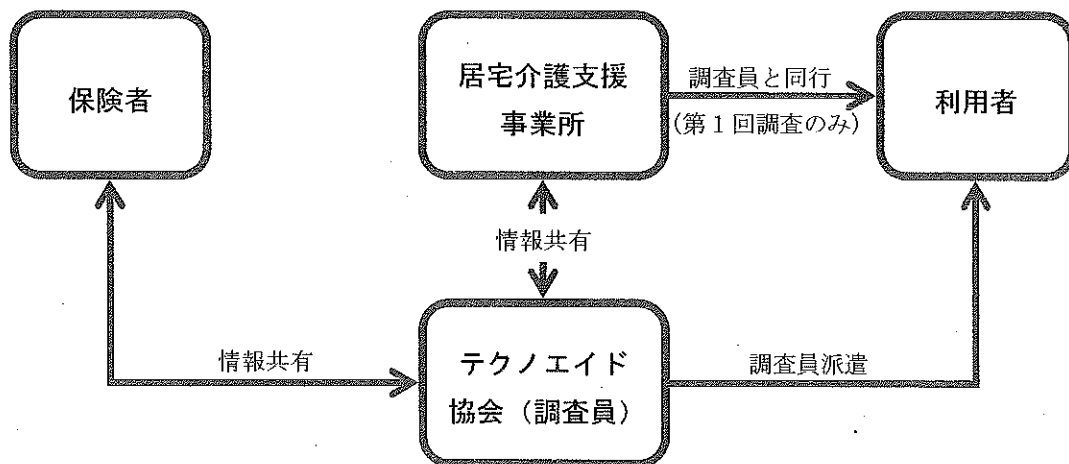 保険者
居宅介護支援
事業所
調査員と同行
(第1回調査のみ)
利用者
情報共有
情報共有
テクノエイド
協会（調査員）
調査員派遣